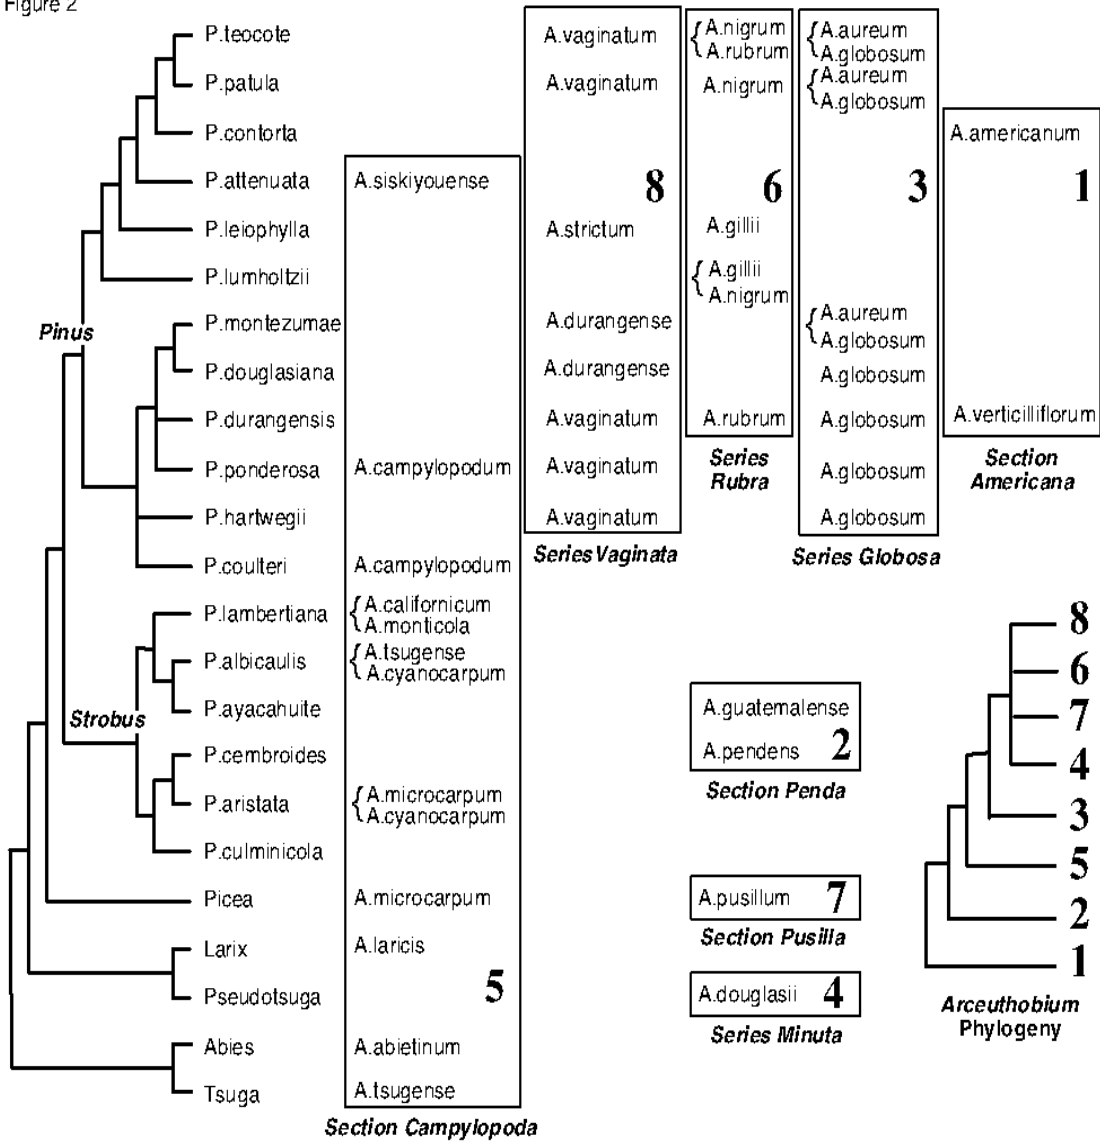 Figure 2
P.teocote A.vaginatum { A.nigrum { A.aureum
A.rubrum A.globosum
P.patula A.vaginatum A.nigrum { A.aureum
A.globosum
P.contorta A.americanum
P.attenuata A.siskiyouense 8 6 3 1
P.leiophylla A.strictum A.gillii
P.lumholtzii { A.gillii
A.nigrum
Pinus
P.montezumae A.durangense { A.aureum
A.globosum
P.douglasiana A.durangense A.globosum
P.durangensis A.vaginatum A.rubrum A.globosum A.verticilliflorum
Series Rubra
Section Americana
P.ponderosa A.campylopodum A.vaginatum A.globosum
P.hartwegii A.vaginatum A.globosum
Series Vaginata
Series Globosa
P.coulteri A.campylopodum
P.lambertiana { A.californicum
A.monticola
P.albicaulis { A.tsugense
A.cyanocarpum
P.ayacahuite
Strobus
P.cembroides
P.aristata { A.microcarpum
A.cyanocarpum
P.culminicola
Picea A.microcarpum
Larix A.laricis
Pseudotsuga 5
Abies A.abietinum
Tsuga A.tsugense
Section Campylopoda
A.guatemalense
A.pendens 2
Section Penda
A.pusillum 7
Section Pusilla
A.douglasii 4
Series Minuta
8
6
7
4
3
5
2
1
Arceuthobium
Phylogeny